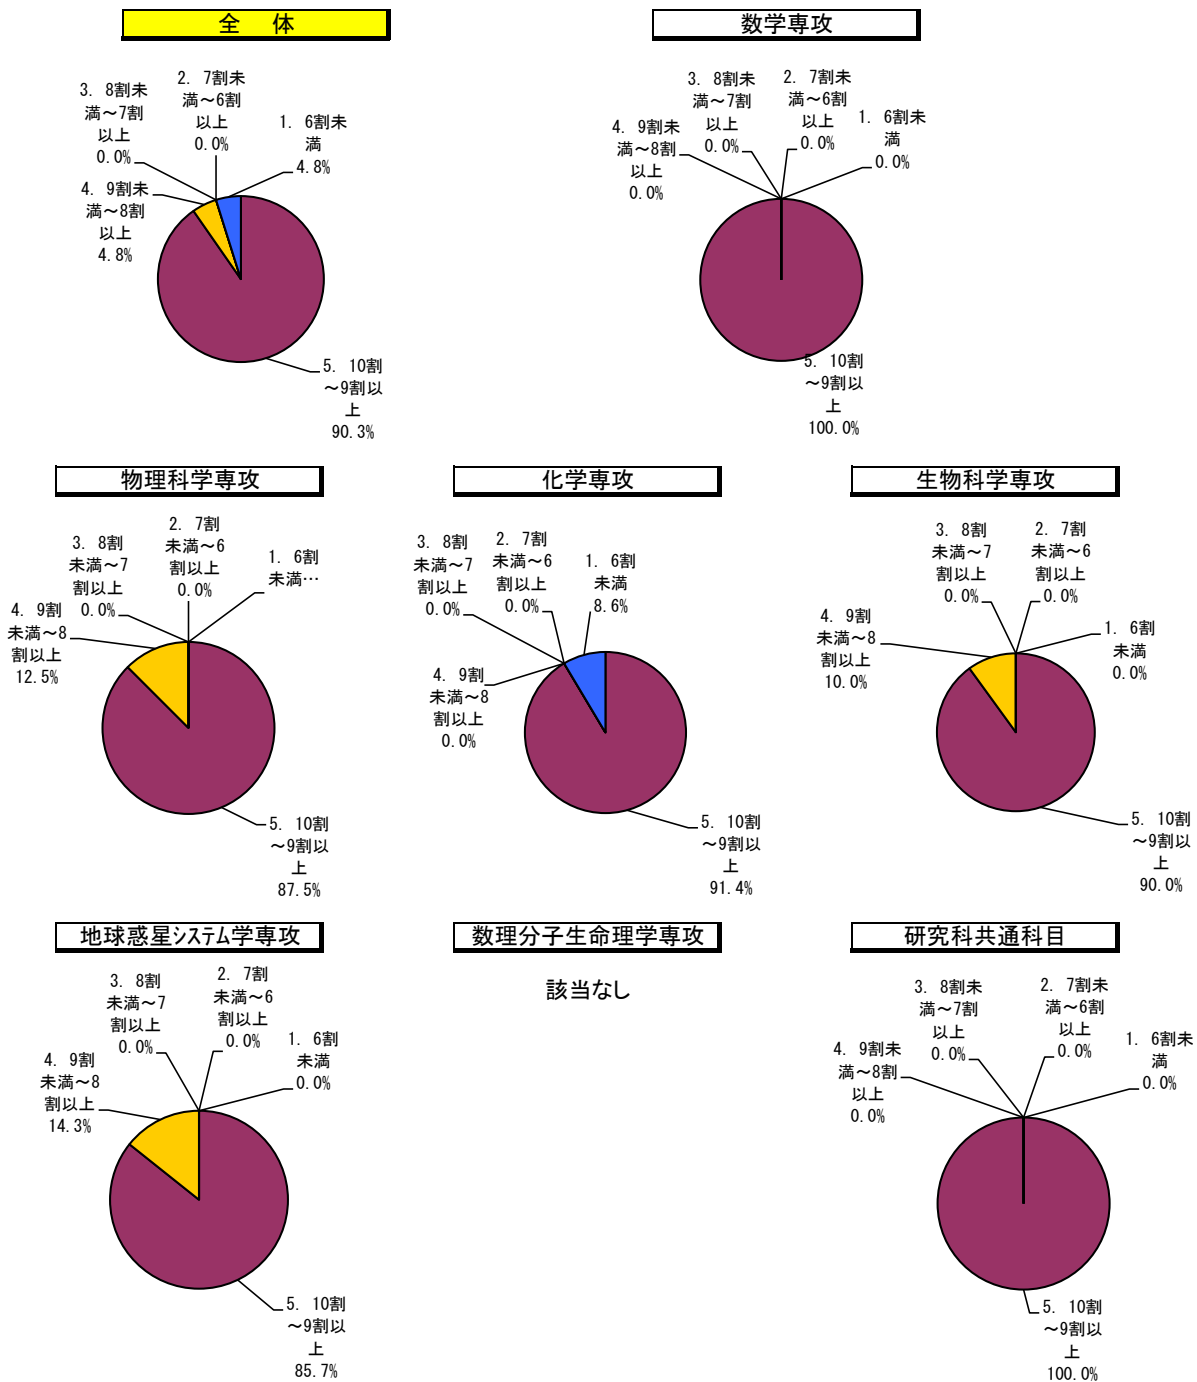 全　体
3. 8割未
満～7割
以上
0.0%
2. 7割未
満～6割
以上
0.0%
1. 6割未
満
4.8%
4. 9割未
満～8割
以上
4.8%
5. 10割
～9割以
上
90.3%
数学専攻
4. 9割未
満～8割
以上
0.0%
3. 8割未
満～7割
以上
0.0%
2. 7割未
満～6割
以上
0.0%
1. 6割未
満
0.0%
5. 10割
～9割以
上
100.0%
物理科学専攻
4. 9割
未満～8
割以上
12.5%
3. 8割
未満～7
割以上
0.0%
2. 7割
未満～6
割以上
0.0%
1. 6割
未満…
5. 10割
～9割以
上
87.5%
化学専攻
3. 8割
未満～7
割以上
0.0%
2. 7割
未満～6
割以上
0.0%
1. 6割
未満
8.6%
4. 9割
未満～8
割以上
0.0%
5. 10割
～9割以
上
91.4%
生物科学専攻
4. 9割
未満～8
割以上
10.0%
3. 8割
未満～7
割以上
0.0%
2. 7割
未満～6
割以上
0.0%
1. 6割
未満
0.0%
5. 10割
～9割以
上
90.0%
地球惑星システム学専攻
4. 9割
未満～8
割以上
14.3%
3. 8割
未満～7
割以上
0.0%
2. 7割
未満～6
割以上
0.0%
1. 6割
未満
0.0%
5. 10割
～9割以
上
85.7%
数理分子生命理学専攻
該当なし
研究科共通科目
4. 9割未
満～8割
以上
0.0%
3. 8割未
満～7割
以上
0.0%
2. 7割未
満～6割
以上
0.0%
1. 6割未
満
0.0%
5. 10割
～9割以
上
100.0%